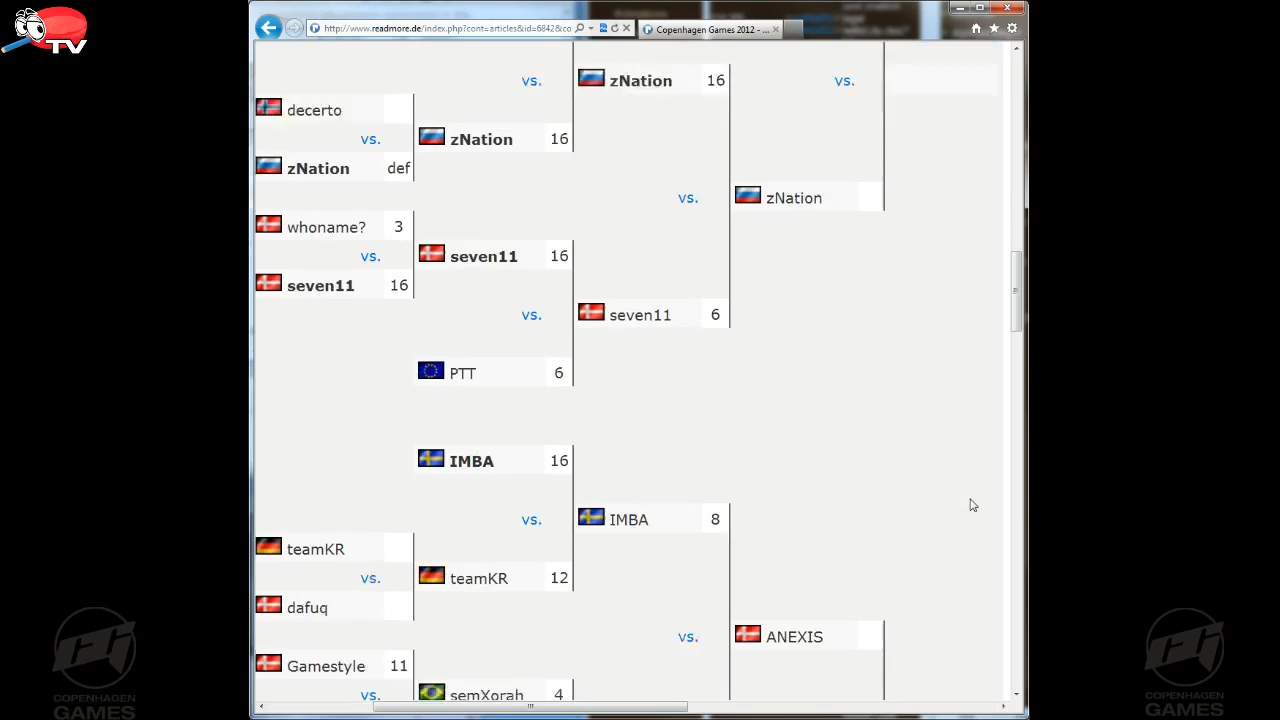 TV
http://www.readmore.de/index.php?cont=articles&id=6842&co
Copenhagen Games 2012 - ...
vs.
zNation 16
vs.
decerto
vs.
zNation 16
zNation def
vs.
zNation
whoname? 3
vs.
seven11 16
seven11 16
vs.
seven11 6
PTT 6
IMBA 16
vs.
IMBA 8
teamKR
vs.
teamKR 12
dafuq
vs.
ANEXIS
Gamestyle 11
vs.
semXorah 4
COPENHAGEN
GAMES
COPENHAGEN
GAMES